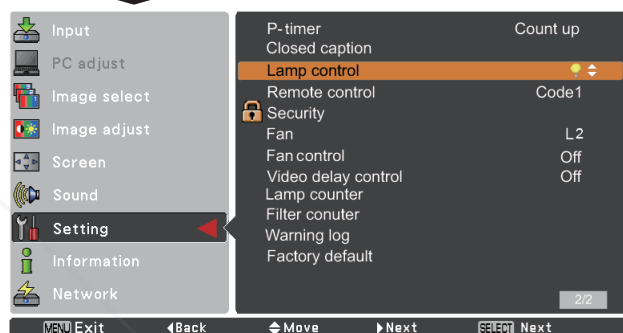 Input
PC adjust
Image select
Image adjust
Screen
Sound
Setting
Information
Network
P-timer Count up
Closed caption
Lamp control
Remote control Code1
Security
Fan L2
Fan control Off
Video delay control Off
Lamp counter
Filter conuter
Warning log
Factory default
2/2
MENU Exit Back Move Next SELECT Next